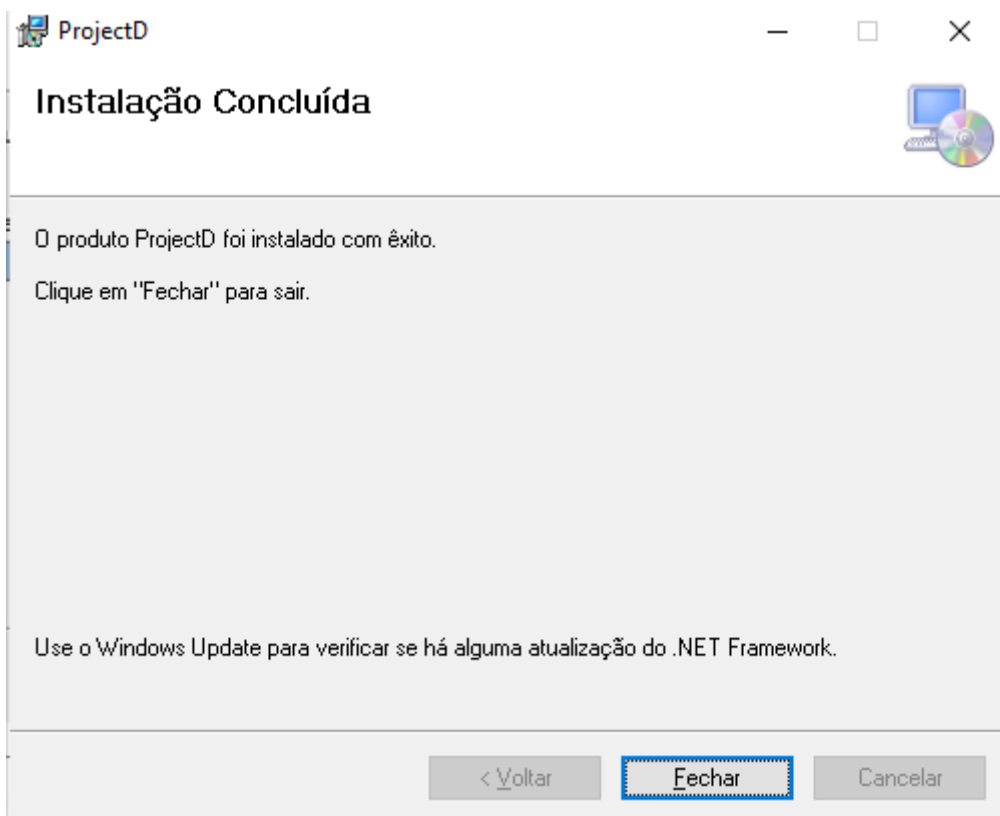 ProjectD
Instalação Concluída
O produto ProjectD foi instalado com êxito.
Clique em "Fechar" para sair.
Use o Windows Update para verificar se há alguma atualização do .NET Framework.
< Voltar Fechar Cancelar